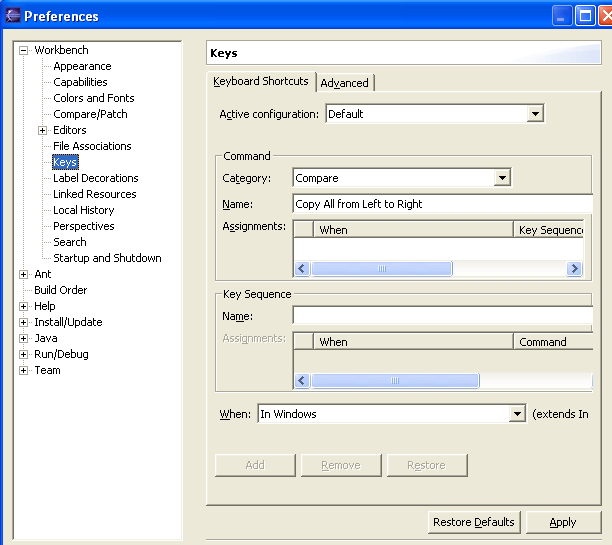 Preferences
Workbench
Appearance
Capabilities
Colors and Fonts
Compare/Patch
Editors
File Associations
Keys
Label Decorations
Linked Resources
Local History
Perspectives
Search
Startup and Shutdown
Ant
Build Order
Help
Install/Update
Java
Run/Debug
Team
Keys
Keyboard Shortcuts Advanced
Active configuration: Default
Command
Category: Compare
Name: Copy All from Left to Right
Assignments: When Key Sequence
Key Sequence
Name:
Assignments: When Command
When: In Windows (extends In
Add Remove Restore
Restore Defaults Apply